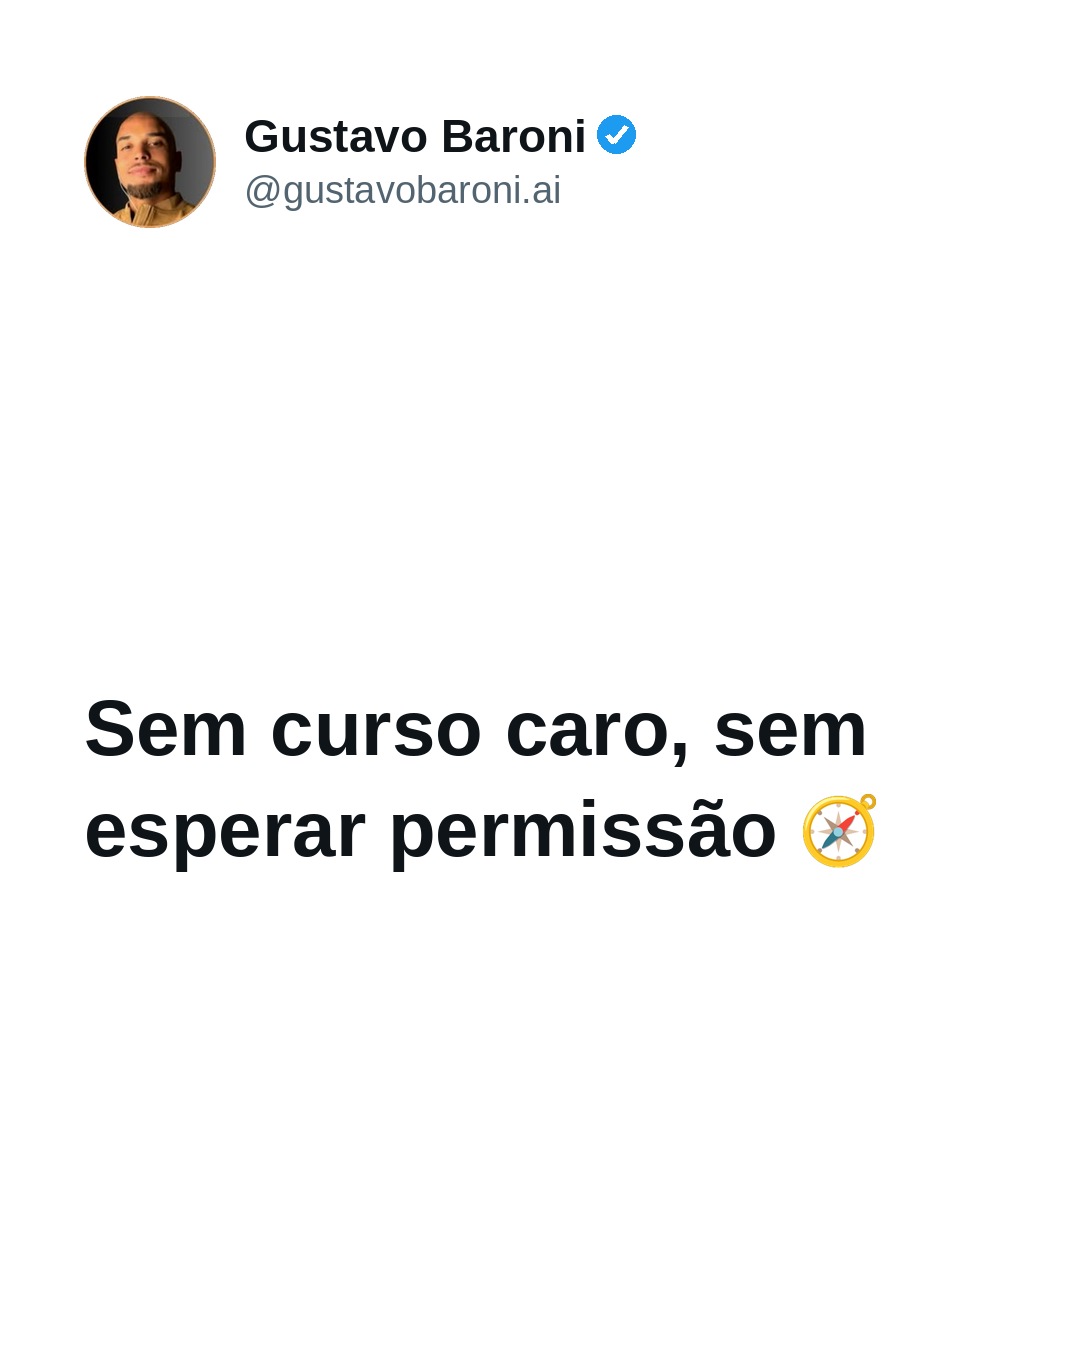 Gustavo Baroni
@gustavobaroni.ai
Sem curso caro, sem
esperar permissão 🧭